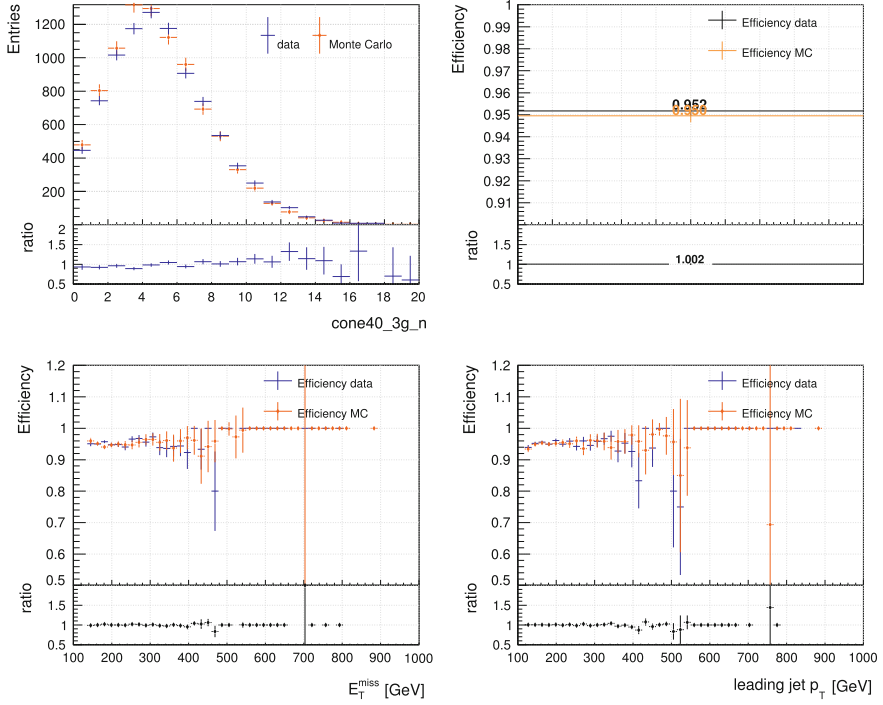 Entries
1200
1000
800
600
400
200
data
Monte Carlo
ratio
2
1.5
1
0.5
0 2 4 6 8 10 12 14 16 18 20
cone40_3g_n
Efficiency
1
0.99
0.98
0.97
0.96
0.95
0.94
0.93
0.92
0.91
Efficiency data
Efficiency MC
0.952
0.950
ratio
1.5
1
0.5
1.002
Efficiency
1.2
1.1
1
0.9
0.8
0.7
0.6
0.5
Efficiency data
Efficiency MC
ratio
1.5
1
0.5
100 200 300 400 500 600 700 800 900 1000
E_T^miss [GeV]
Efficiency
1.2
1.1
1
0.9
0.8
0.7
0.6
0.5
Efficiency data
Efficiency MC
ratio
1.5
1
0.5
100 200 300 400 500 600 700 800 900 1000
leading jet p_T [GeV]